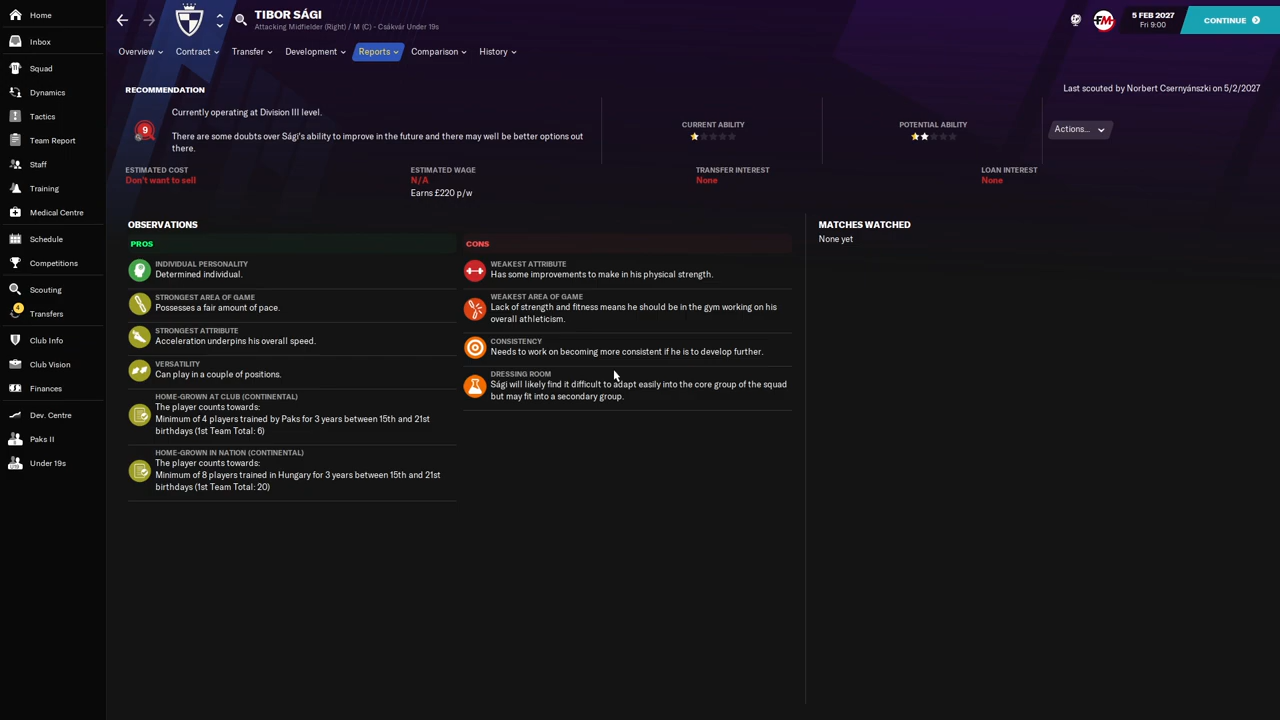 Home
Inbox
Squad
Dynamics
Tactics
Team Report
Staff
Training
Medical Centre
Schedule
Competitions
Scouting
4
Transfers
Club Info
Club Vision
Finances
Dev. Centre
Paks II
Under 19s
TIBOR SÁGI
Attacking Midfielder (Right) / M (C) - Csákvár Under 19s
FM
5 FEB 2027
Fri 9:00
CONTINUE
Overview
Contract
Transfer
Development
Reports
Comparison
History
RECOMMENDATION
Last scouted by Norbert Csernyánszki on 5/2/2027
9
Currently operating at Division III level.
There are some doubts over Sági's ability to improve in the future and there may well be better options out
there.
CURRENT ABILITY
POTENTIAL ABILITY
Actions...
ESTIMATED COST
Don't want to sell
ESTIMATED WAGE
N/A
Earns £220 p/w
TRANSFER INTEREST
None
LOAN INTEREST
None
OBSERVATIONS
PROS
INDIVIDUAL PERSONALITY
Determined individual.
STRONGEST AREA OF GAME
Possesses a fair amount of pace.
STRONGEST ATTRIBUTE
Acceleration underpins his overall speed.
VERSATILITY
Can play in a couple of positions.
HOME-GROWN AT CLUB (CONTINENTAL)
The player counts towards:
Minimum of 4 players trained by Paks for 3 years between 15th and 21st
birthdays (1st Team Total: 6)
HOME-GROWN IN NATION (CONTINENTAL)
The player counts towards:
Minimum of 8 players trained in Hungary for 3 years between 15th and 21st
birthdays (1st Team Total: 20)
CONS
WEAKEST ATTRIBUTE
Has some improvements to make in his physical strength.
WEAKEST AREA OF GAME
Lack of strength and fitness means he should be in the gym working on his
overall athleticism.
CONSISTENCY
Needs to work on becoming more consistent if he is to develop further.
DRESSING ROOM
Sági will likely find it difficult to adapt easily into the core group of the squad
but may fit into a secondary group.
MATCHES WATCHED
None yet